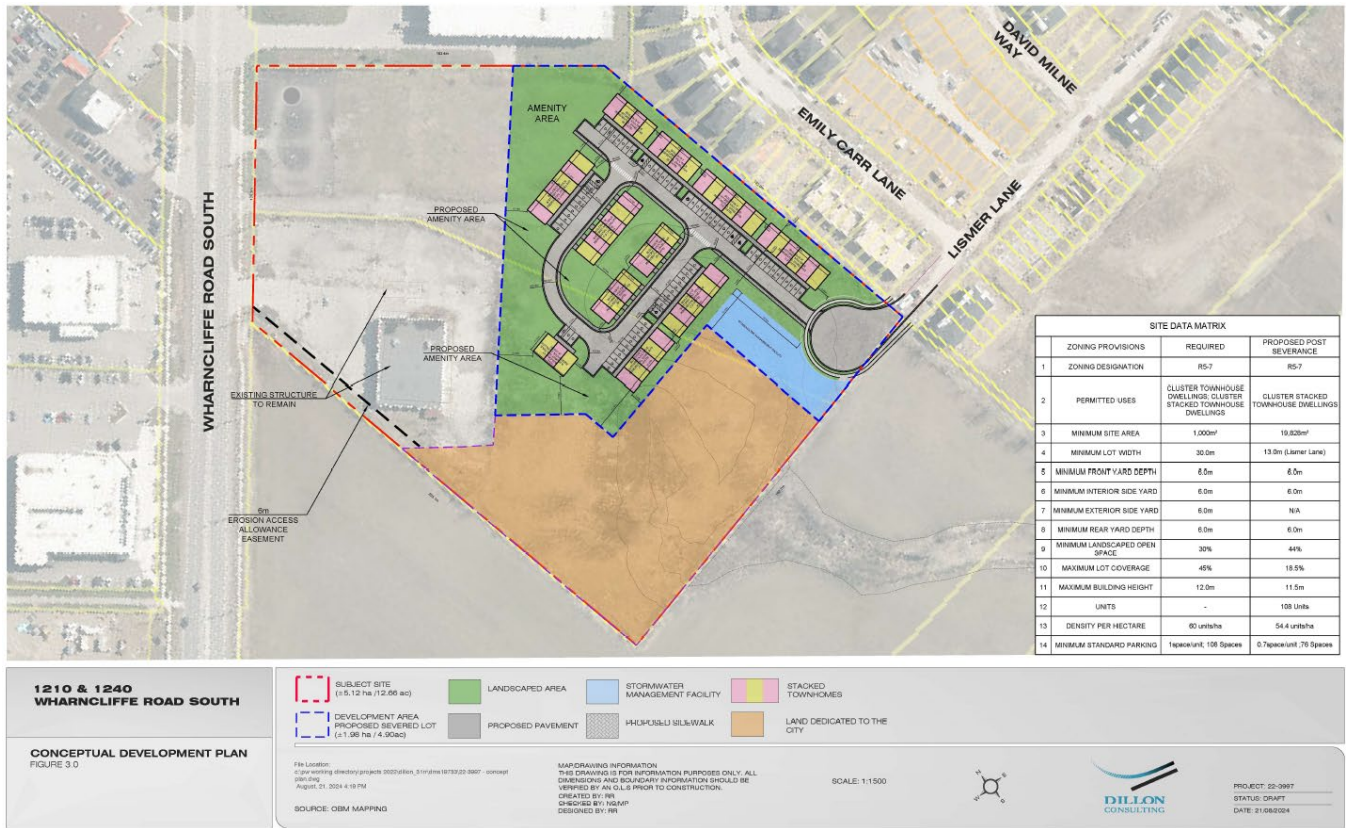 DAVID MILNE
WAY
EMILY CARR LANE
LISMER LANE
WHARNCLIFFE ROAD SOUTH
AMENITY
AREA
PROPOSED
AMENITY AREA
PROPOSED
AMENITY AREA
EXISTING STRUCTURE
TO REMAIN
6m
EROSION ACCESS
ALLOWANCE
EASEMENT
SITE DATA MATRIX
ZONING PROVISIONS REQUIRED PROPOSED POST SEVERANCE
1 ZONING DESIGNATION R5-7 R5-7
2 PERMITTED USES CLUSTER TOWNHOUSE DWELLINGS; CLUSTER STACKED TOWNHOUSE DWELLINGS CLUSTER STACKED TOWNHOUSE DWELLINGS
3 MINIMUM SITE AREA 1,000m² 19,826m²
4 MINIMUM LOT WIDTH 30.0m 13.0m (Lismer Lane)
5 MINIMUM FRONT YARD DEPTH 6.0m 6.0m
6 MINIMUM INTERIOR SIDE YARD 6.0m 6.0m
7 MINIMUM EXTERIOR SIDE YARD 6.0m N/A
8 MINIMUM REAR YARD DEPTH 6.0m 6.0m
9 MINIMUM LANDSCAPED OPEN SPACE 30% 44%
10 MAXIMUM LOT COVERAGE 45% 18.5%
11 MAXIMUM BUILDING HEIGHT 12.0m 11.5m
12 UNITS - 108 Units
13 DENSITY PER HECTARE 60 units/ha 54.4 units/ha
14 MINIMUM STANDARD PARKING 1space/unit; 108 Spaces 0.7space/unit ;76 Spaces
1210 & 1240
WHARNCLIFFE ROAD SOUTH
CONCEPTUAL DEVELOPMENT PLAN
FIGURE 3.0
SUBJECT SITE
(±5.12 ha /12.66 ac)
LANDSCAPED AREA
STORMWATER
MANAGEMENT FACILITY
STACKED
TOWNHOMES
DEVELOPMENT AREA
PROPOSED SEVERED LOT
(±1.98 ha / 4.90ac)
PROPOSED PAVEMENT
PROPOSED SIDEWALK
LAND DEDICATED TO THE
CITY
File Location:
plan.dwg
August, 21, 2024 4:19 PM
SOURCE: OBM MAPPING
MAP/DRAWING INFORMATION
THIS DRAWING IS FOR INFORMATION PURPOSES ONLY. ALL
DIMENSIONS AND BOUNDARY INFORMATION SHOULD BE
VERIFIED BY AN O.L.S PRIOR TO CONSTRUCTION.
CREATED BY: RR
CHECKED BY: NQ/MP
DESIGNED BY: RR
SCALE: 1:1500
N
E
S
W
DILLON
CONSULTING
PROJECT: 22-3997
STATUS: DRAFT
DATE: 21/08/2024